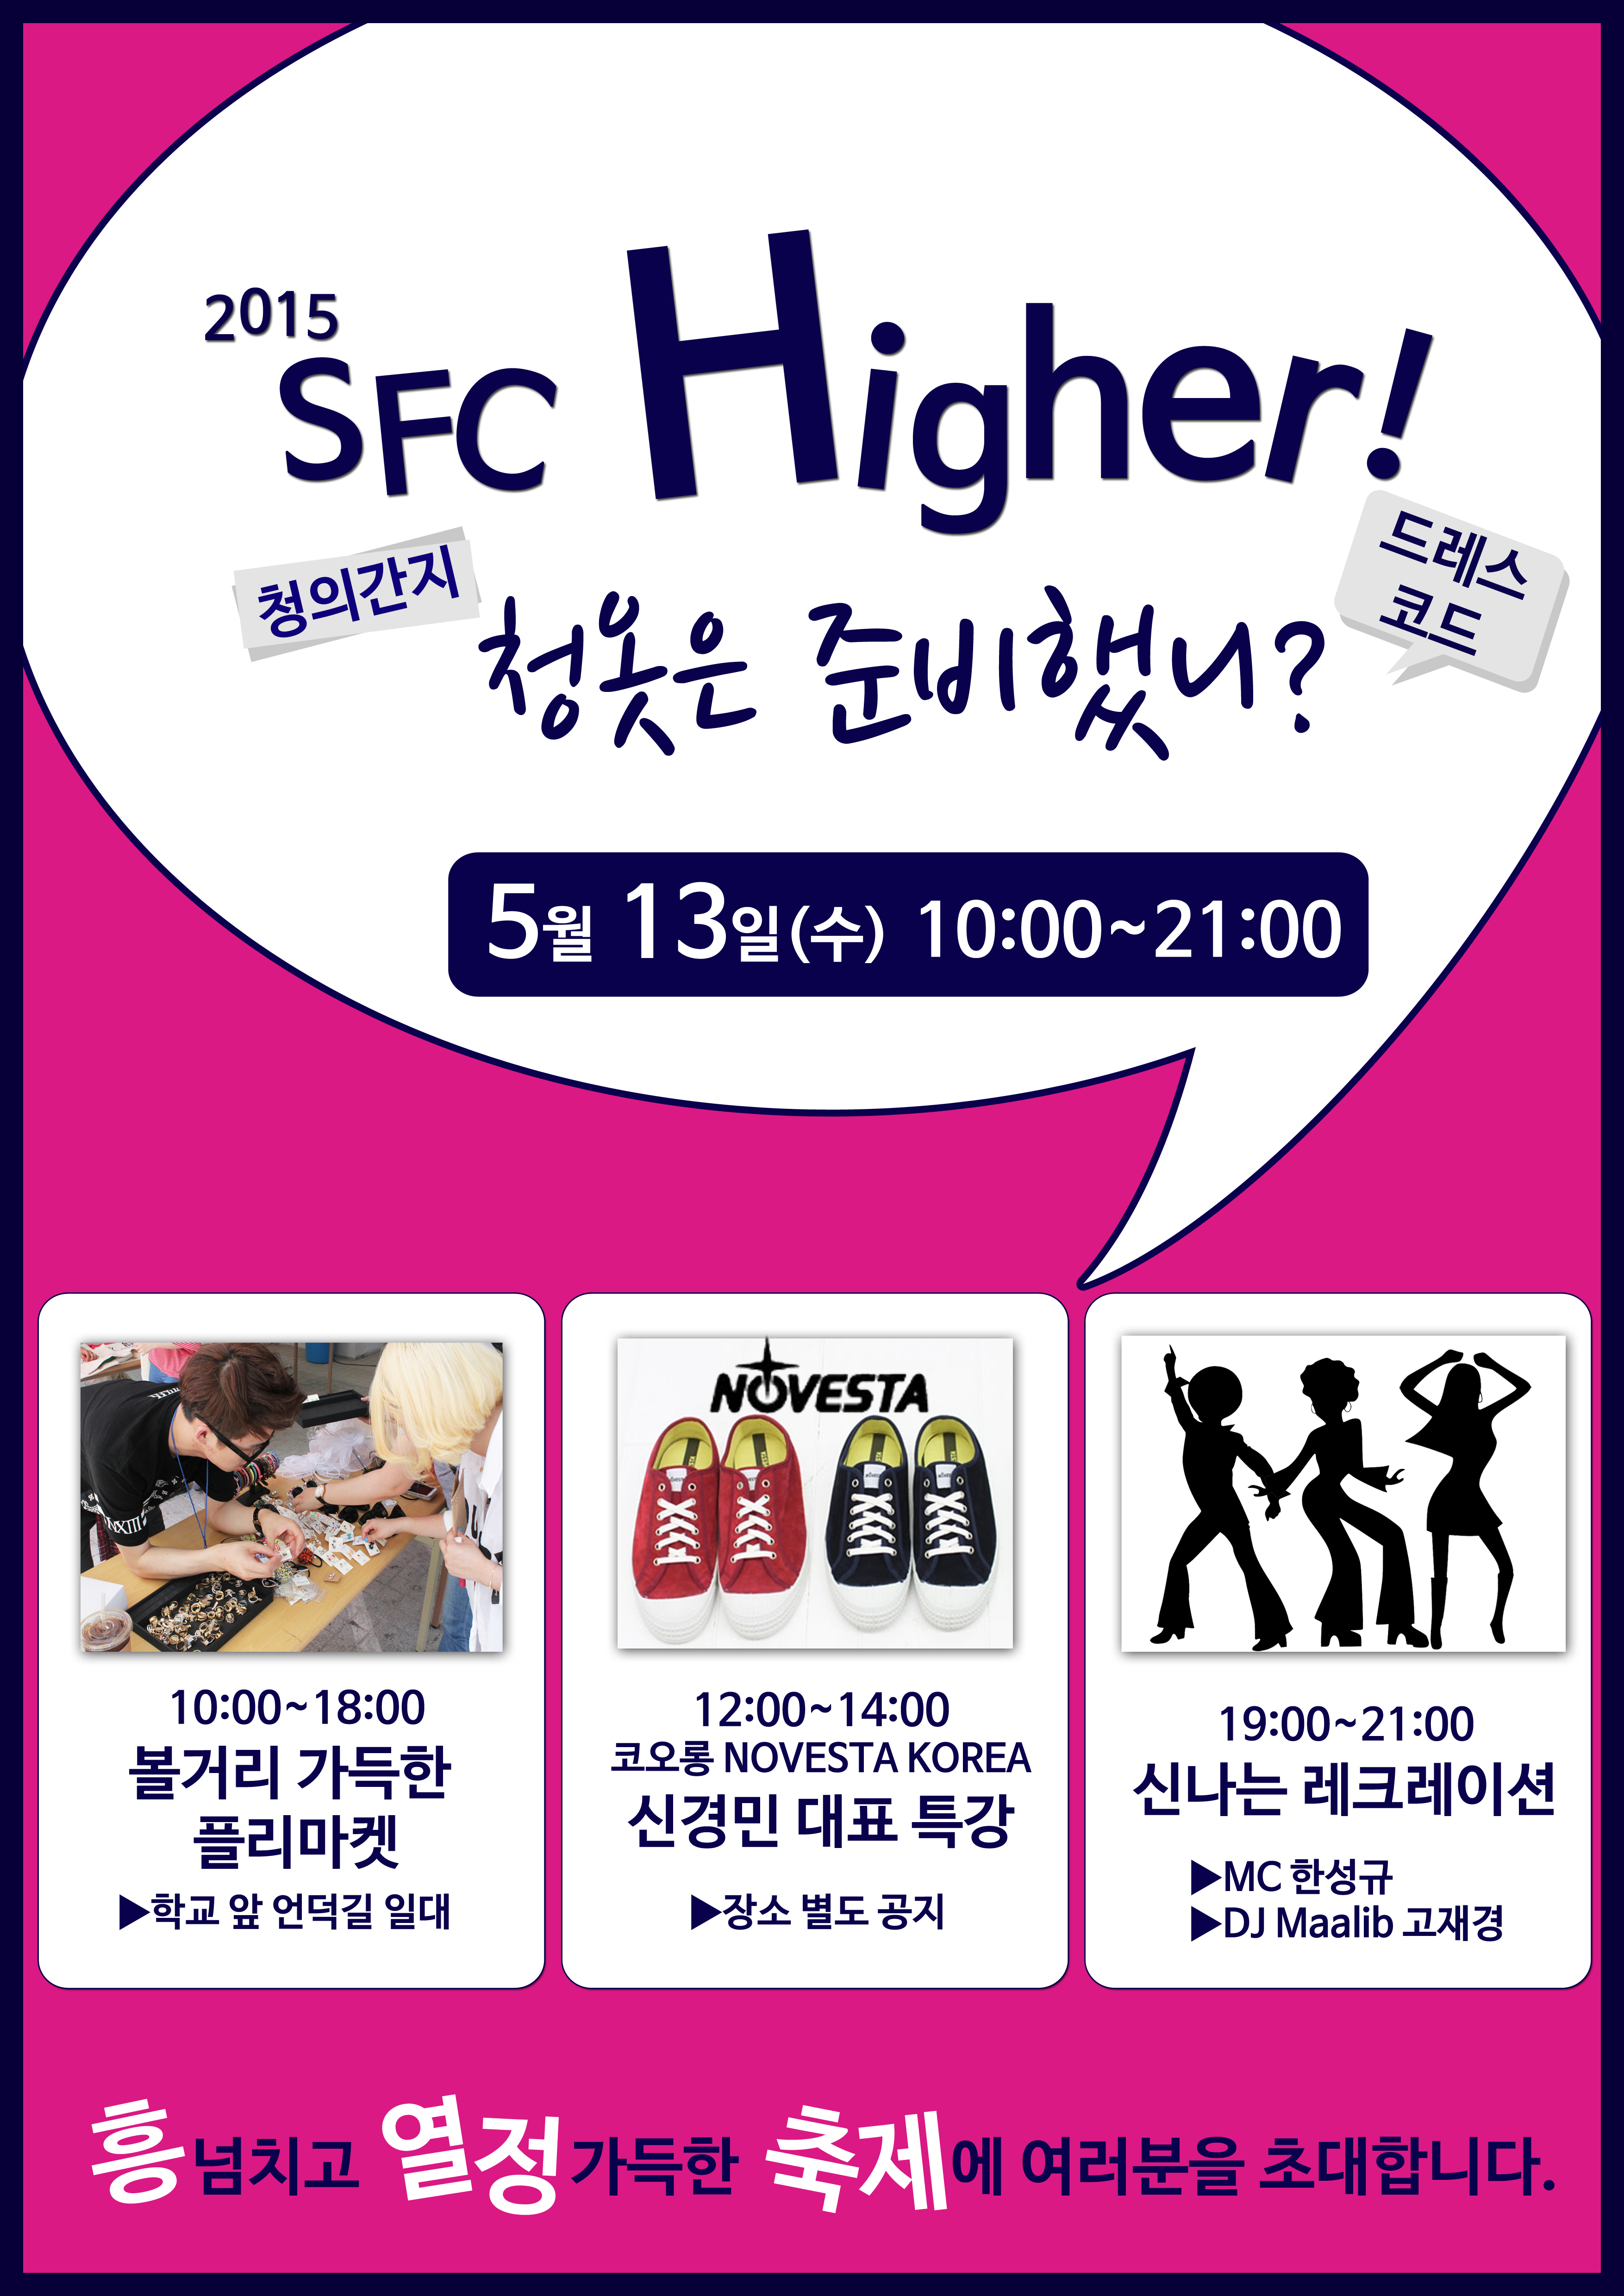 2015
SFC Higher!
청의간지
드레스
코드
청옷은 준비했니?
5월 13일(수) 10:00~21:00
NOVESTA
10:00~18:00
볼거리 가득한
플리마켓
▶학교 앞 언덕길 일대
12:00~14:00
코오롱 NOVESTA KOREA
신경민 대표 특강
▶장소 별도 공지
19:00~21:00
신나는 레크레이션
▶MC 한성규
▶DJ Maalib 고재경
흥넘치고 열정가득한 축제에 여러분을 초대합니다.